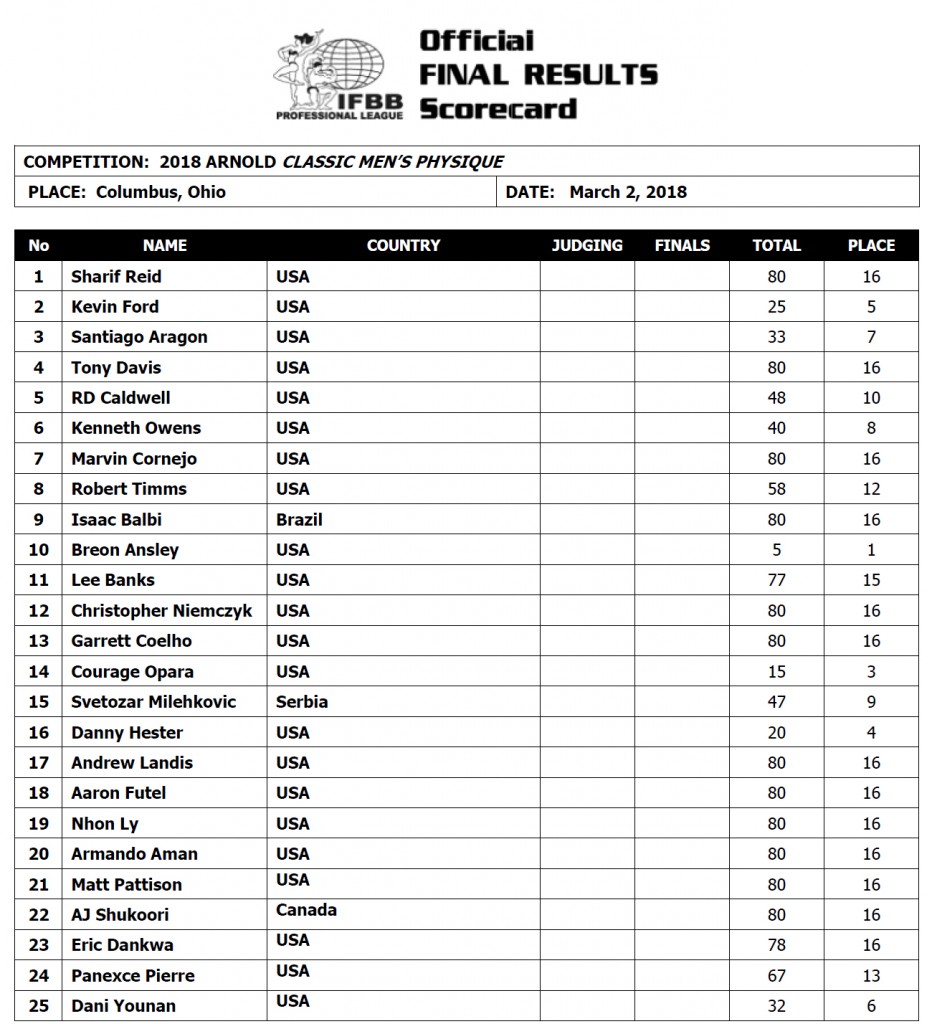 Official
FINAL RESULTS
Scorecard
IFBB
PROFESSIONAL LEAGUE
COMPETITION: 2018 ARNOLD CLASSIC MEN'S PHYSIQUE
PLACE: Columbus, Ohio DATE: March 2, 2018
No NAME COUNTRY JUDGING FINALS TOTAL PLACE
1 Sharif Reid USA 80 16
2 Kevin Ford USA 25 5
3 Santiago Aragon USA 33 7
4 Tony Davis USA 80 16
5 RD Caldwell USA 48 10
6 Kenneth Owens USA 40 8
7 Marvin Cornejo USA 80 16
8 Robert Timms USA 58 12
9 Isaac Balbi Brazil 80 16
10 Breon Ansley USA 5 1
11 Lee Banks USA 77 15
12 Christopher Niemczyk USA 80 16
13 Garrett Coelho USA 80 16
14 Courage Opara USA 15 3
15 Svetozar Milehkovic Serbia 47 9
16 Danny Hester USA 20 4
17 Andrew Landis USA 80 16
18 Aaron Futel USA 80 16
19 Nhon Ly USA 80 16
20 Armando Aman USA 80 16
21 Matt Pattison USA 80 16
22 AJ Shukoori Canada 80 16
23 Eric Dankwa USA 78 16
24 Panexce Pierre USA 67 13
25 Dani Younan USA 32 6